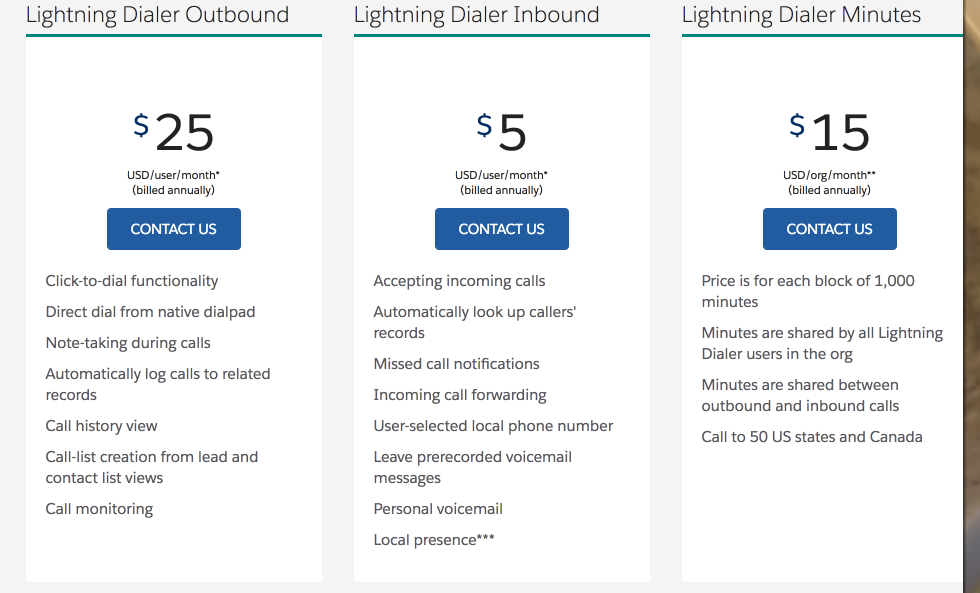 Lightning Dialer Outbound
$25
USD/user/month*
(billed annually)
CONTACT US
Click-to-dial functionality
Direct dial from native dialpad
Note-taking during calls
Automatically log calls to related
records
Call history view
Call-list creation from lead and
contact list views
Call monitoring
Lightning Dialer Inbound
$5
USD/user/month*
(billed annually)
CONTACT US
Accepting incoming calls
Automatically look up callers'
records
Missed call notifications
Incoming call forwarding
User-selected local phone number
Leave prerecorded voicemail
messages
Personal voicemail
Local presence***
Lightning Dialer Minutes
$15
USD/org/month**
(billed annually)
CONTACT US
Price is for each block of 1,000
minutes
Minutes are shared by all Lightning
Dialer users in the org
Minutes are shared between
outbound and inbound calls
Call to 50 US states and Canada